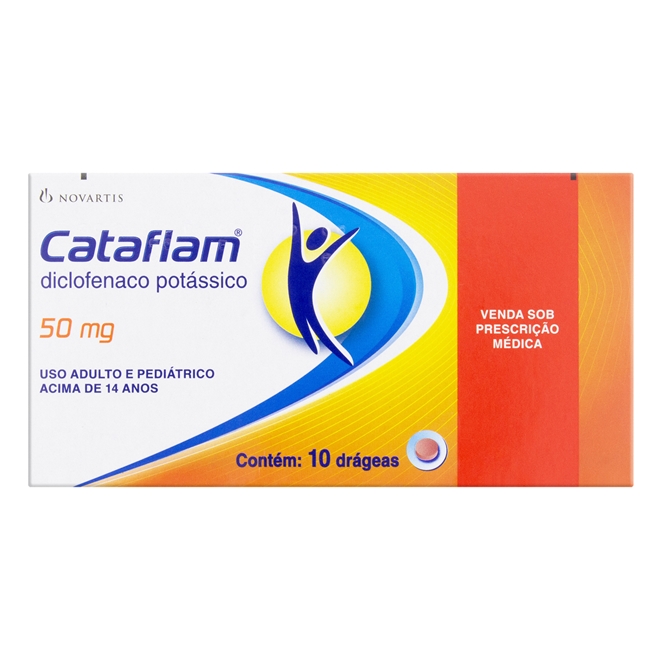 NOVARTIS
Cataflam®
diclofenaco potássico
50 mg
USO ADULTO E PEDIÁTRICO
ACIMA DE 14 ANOS
Contém: 10 drágeas
VENDA SOB
PRESCRIÇÃO
MÉDICA